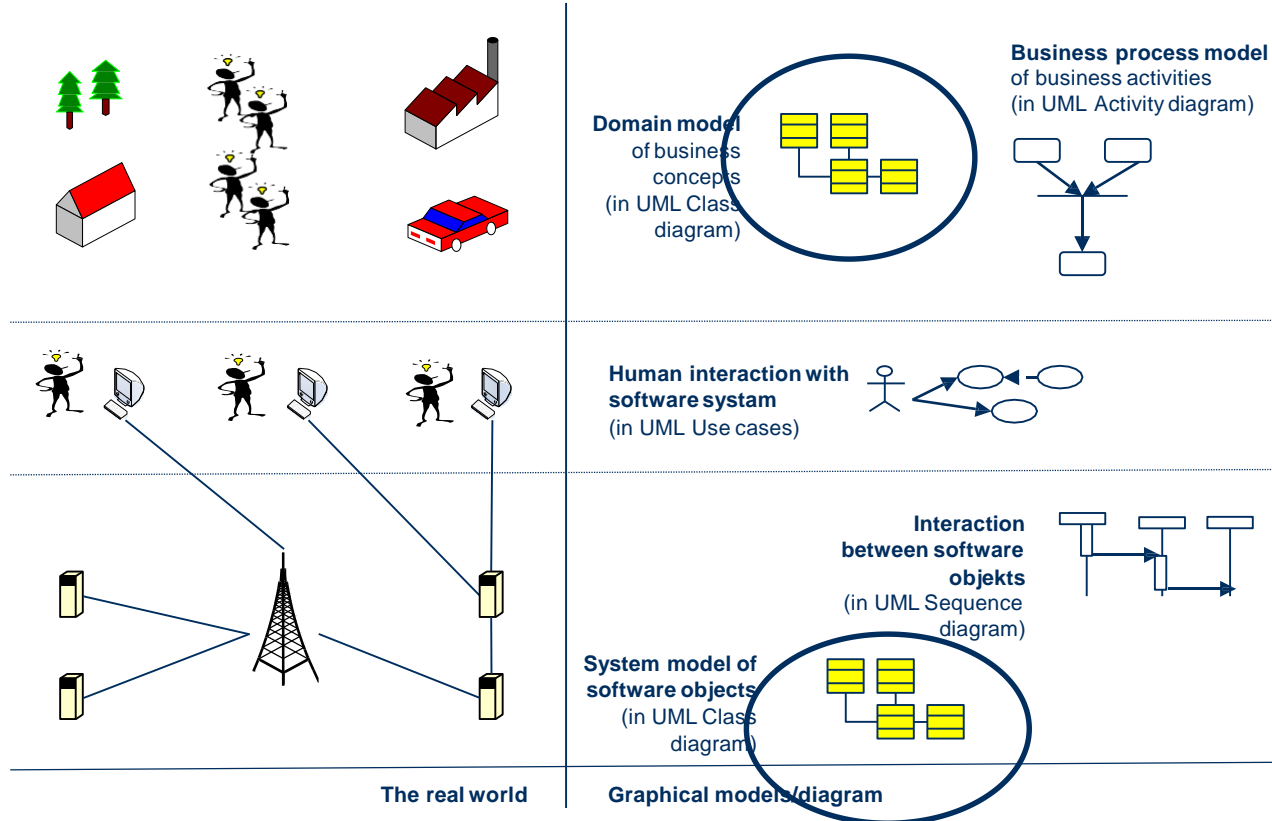 Business process model
of business activities
(in UML Activity diagram)
Domain model
of business
concepts
(in UML Class
diagram)
Human interaction with
software systam
(in UML Use cases)
Interaction
between software
objekts
(in UML Sequence
diagram)
System model of
software objects
(in UML Class
diagram)
The real world
Graphical models/diagram